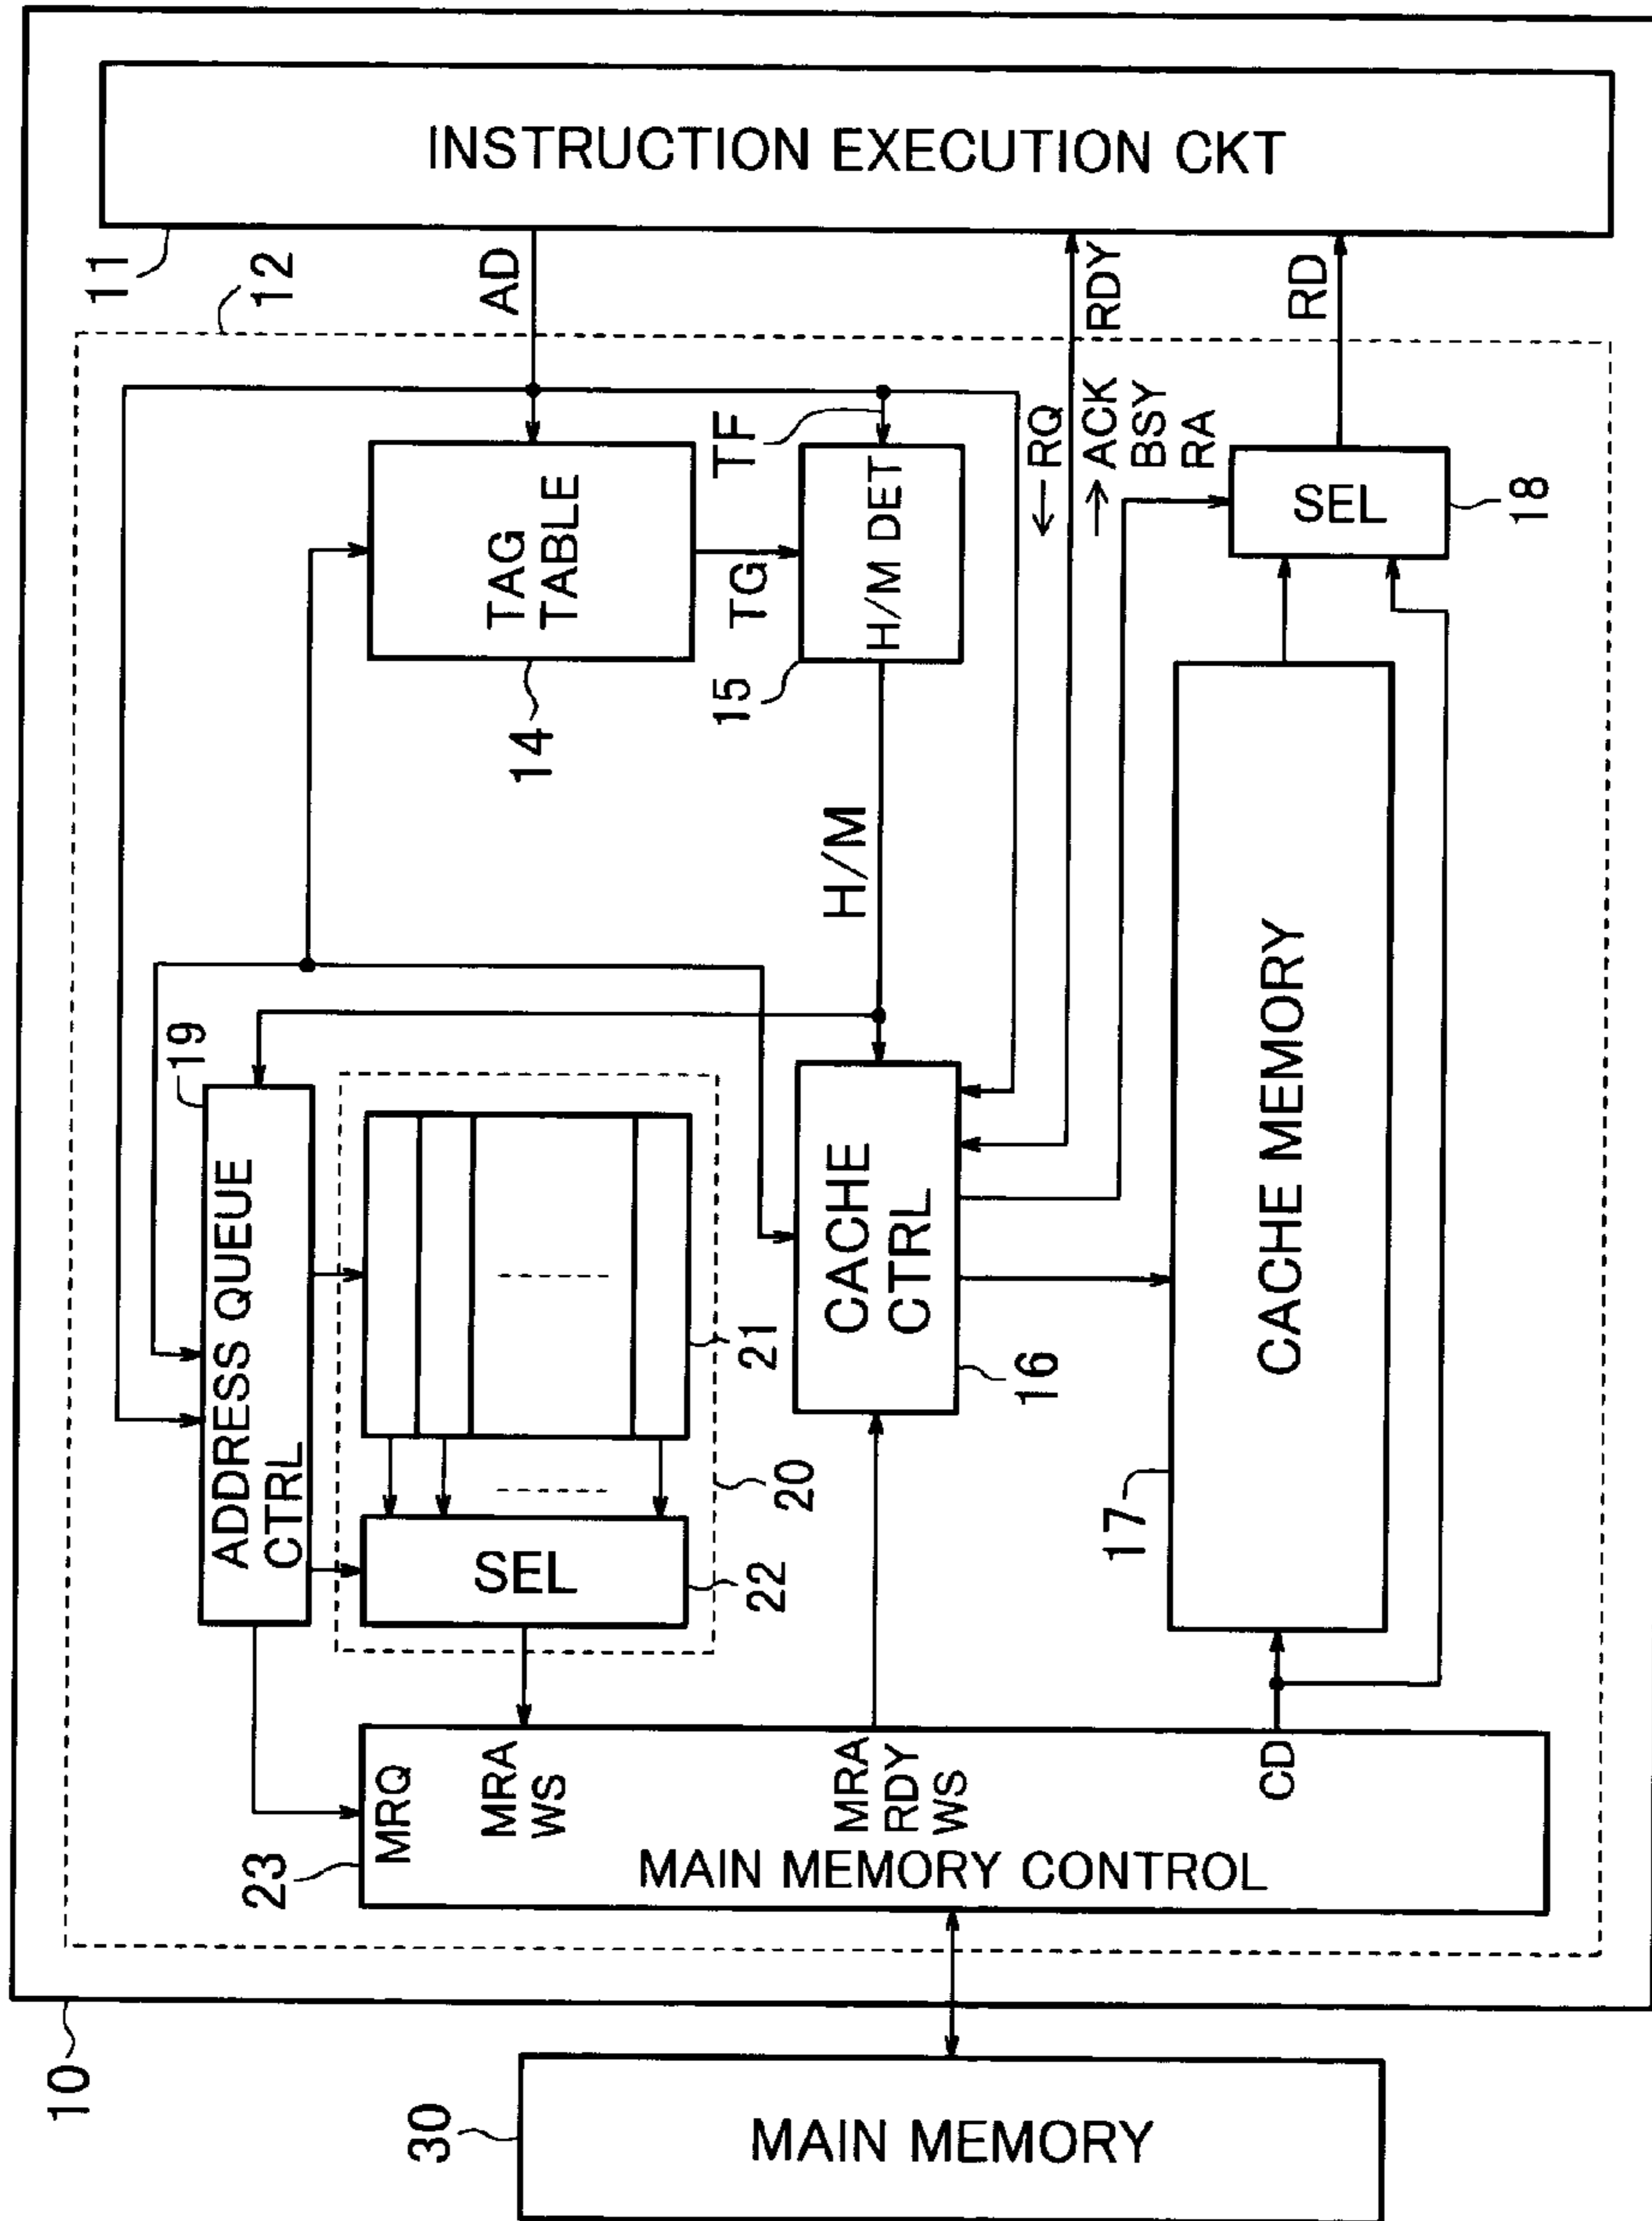 INSTRUCTION EXECUTION CKT
11
12
AD
RDY
RD
TF
← RQ
→ ACK
BSY
RA
TAG
TABLE
14
TG
H/M DET
15
SEL
18
H/M
19
ADDRESS QUEUE
CTRL
21
CACHE
CTRL
16
CACHE MEMORY
17
SEL
22
20
MRQ
MRA
WS
MRA
RDY
WS
CD
23
MAIN MEMORY CONTROL
10
30
MAIN MEMORY